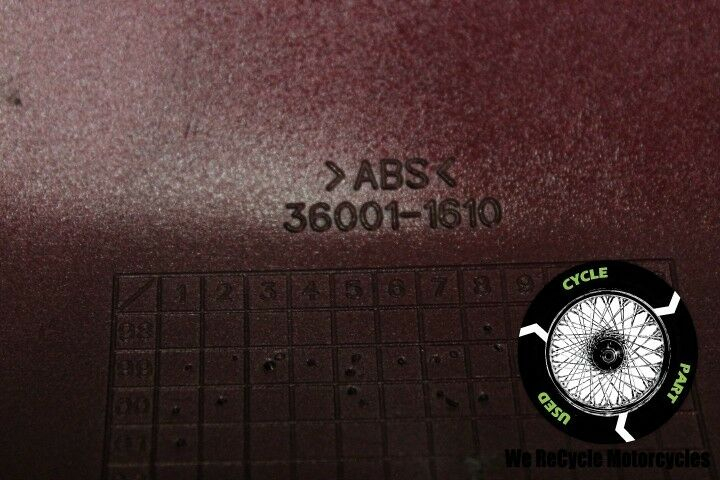 >ABS<
36001-1610
1 2 3 4 5 6 7 8 9
98
99
00
01
CYCLE
PART
USED
We ReCycle Motorcycles